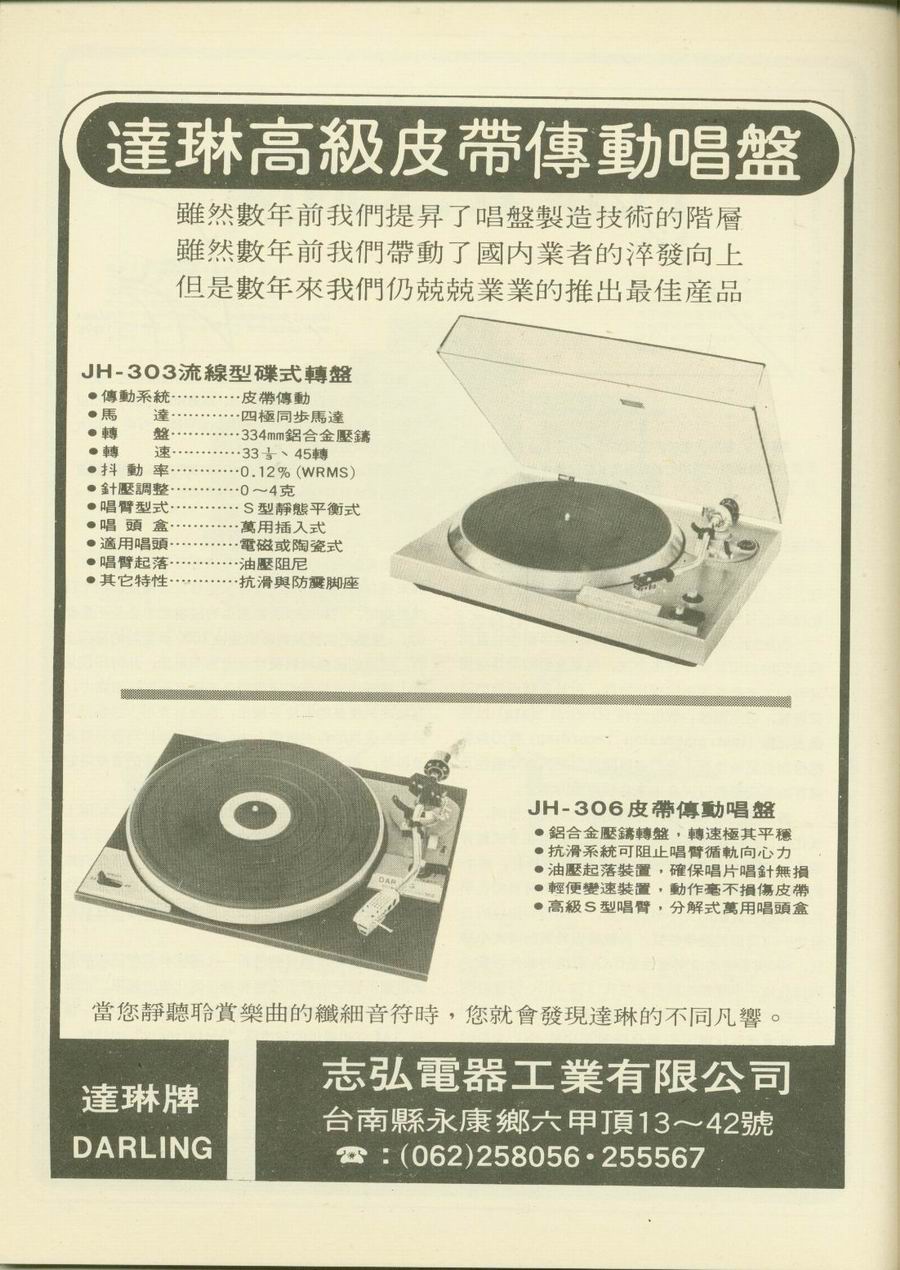 達琳高級皮帶傳動唱盤
雖然數年前我們提昇了唱盤製造技術的階層
雖然數年前我們帶動了國内業者的淬發向上
但是數年來我們仍兢兢業業的推出最佳產品
JH-303流線型碟式轉盤
●傳動系統⋯⋯⋯⋯皮帶傳動
●馬　　達⋯⋯⋯⋯四極同步馬達
●轉　　盤⋯⋯⋯⋯334mm鋁合金壓鑄
●轉　　速⋯⋯⋯⋯33⅓、45轉
●抖 動 率⋯⋯⋯⋯0.12%(WRMS)
●針壓調整⋯⋯⋯⋯0～4克
●唱臂型式⋯⋯⋯⋯S型靜態平衡式
●唱 頭 盒⋯⋯⋯⋯萬用插入式
●適用唱頭⋯⋯⋯⋯電磁或陶瓷式
●唱臂起落⋯⋯⋯⋯油壓阻尼
●其它特性⋯⋯⋯⋯抗滑與防震脚座
JH-306皮帶傳動唱盤
●鋁合金壓鑄轉盤，轉速極其平穩
●抗滑系統可阻止唱臂循軌向心力
●油壓起落裝置，確保唱片唱針無損
●輕便變速裝置，動作毫不損傷皮帶
●高級S型唱臂，分解式萬用唱頭盒
當您靜聽聆賞樂曲的纖細音符時，您就會發現達琳的不同凡響。
達琳牌
DARLING
志弘電器工業有限公司
台南縣永康鄉六甲頂13～42號
☎：(062)258056·255567